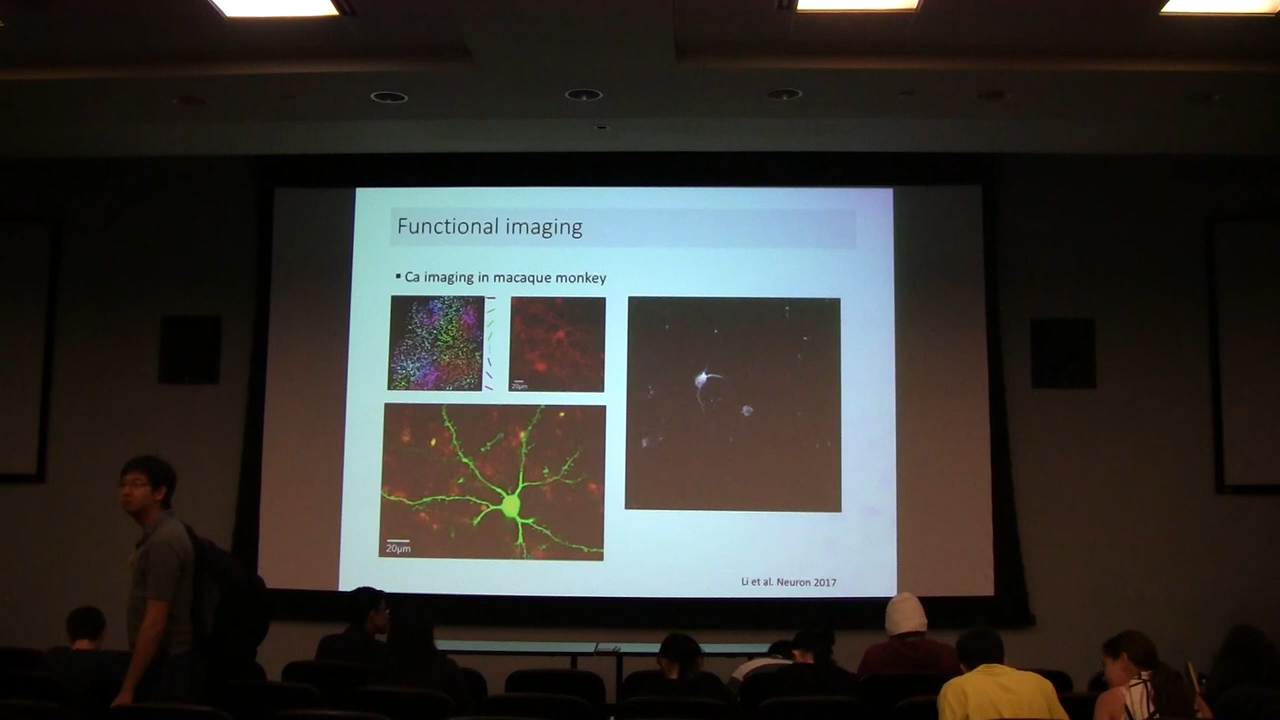 Functional imaging
▪ Ca imaging in macaque monkey
20µm
20µm
Li et al. Neuron 2017